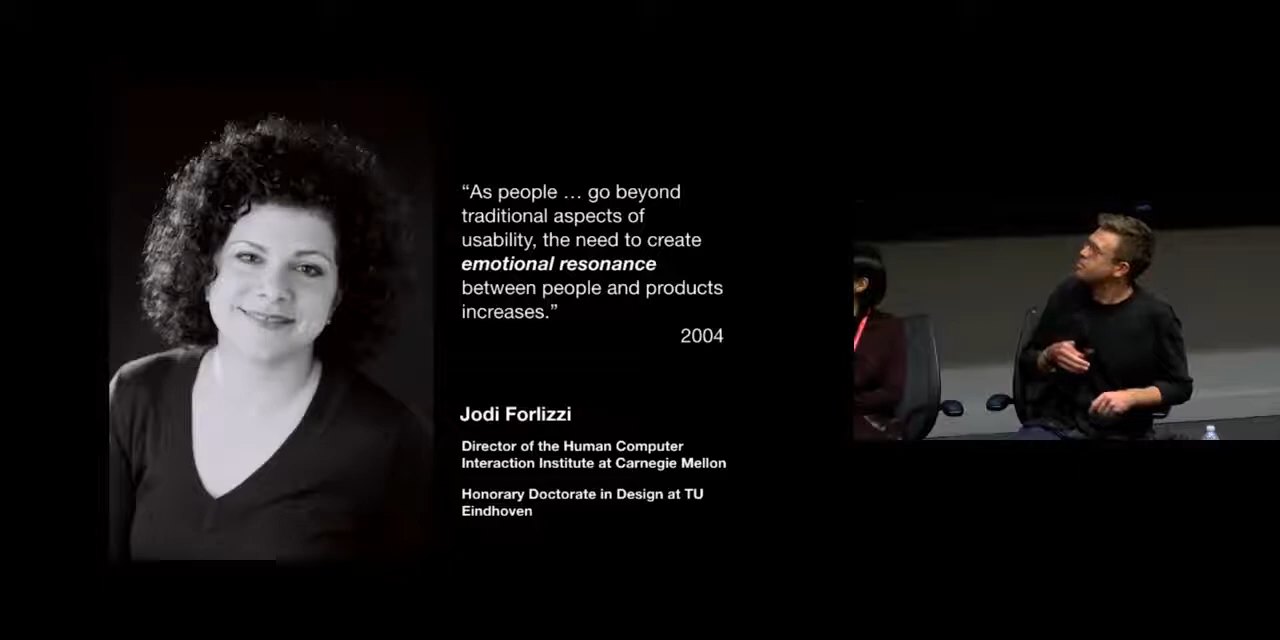 “As people … go beyond
traditional aspects of
usability, the need to create
emotional resonance
between people and products
increases.”
2004
Jodi Forlizzi
Director of the Human Computer
Interaction Institute at Carnegie Mellon
Honorary Doctorate in Design at TU
Eindhoven